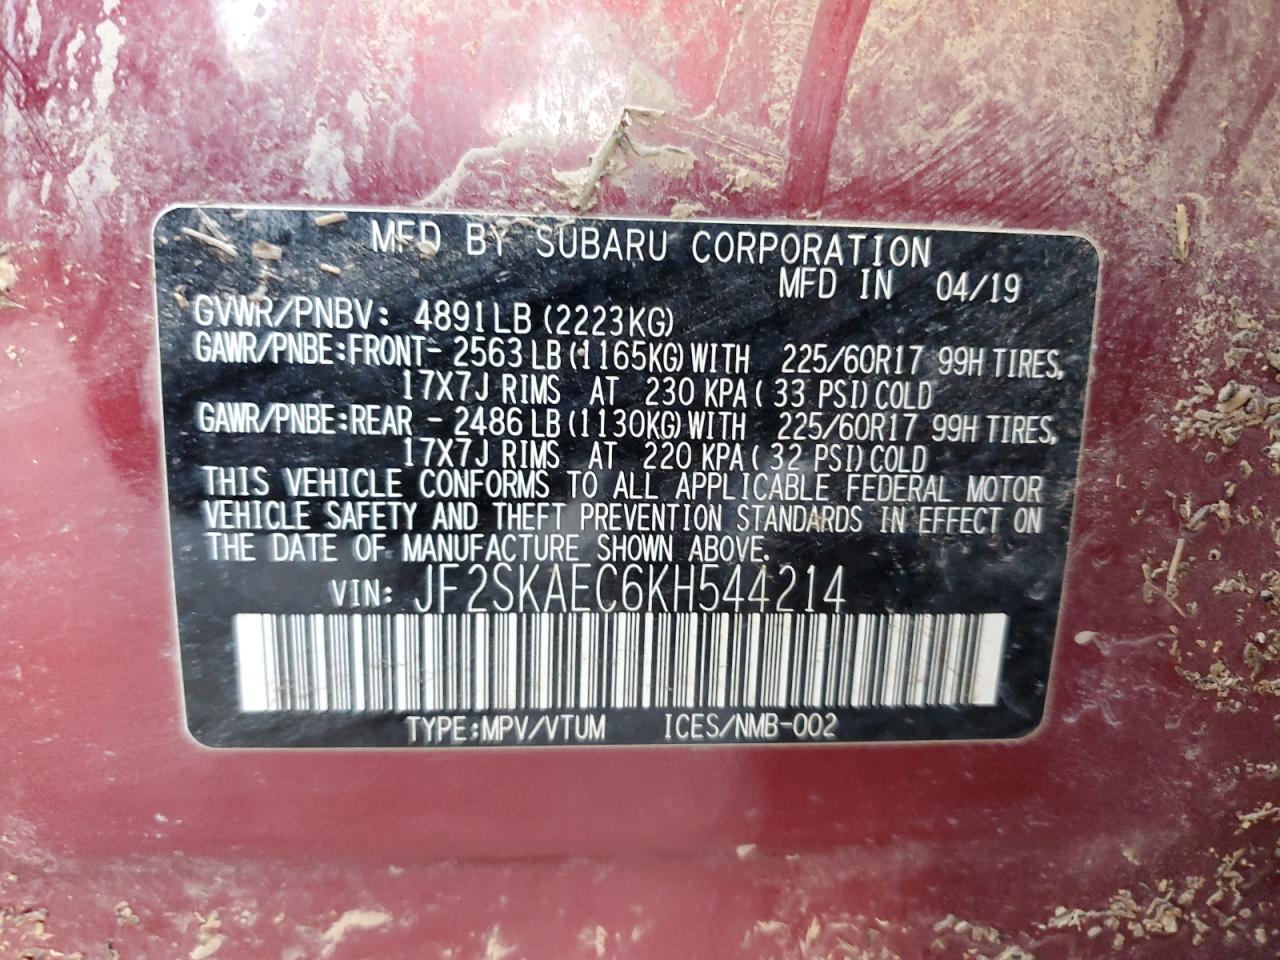 MFD BY SUBARU CORPORATION
MFD IN 04/19
GVWR/PNBV: 4891LB (2223KG)
GAWR/PNBE:FRONT- 2563 LB (1165KG) WITH 225/60R17 99H TIRES,
17X7J RIMS AT 230 KPA ( 33 PSI) COLD
GAWR/PNBE:REAR - 2486 LB (1130KG) WITH 225/60R17 99H TIRES,
17X7J RIMS AT 220 KPA ( 32 PSI) COLD
THIS VEHICLE CONFORMS TO ALL APPLICABLE FEDERAL MOTOR
VEHICLE SAFETY AND THEFT PREVENTION STANDARDS IN EFFECT ON
THE DATE OF MANUFACTURE SHOWN ABOVE.
VIN: JF2SKAEC6KH544214
TYPE:MPV/VTUM ICES/NMB-002